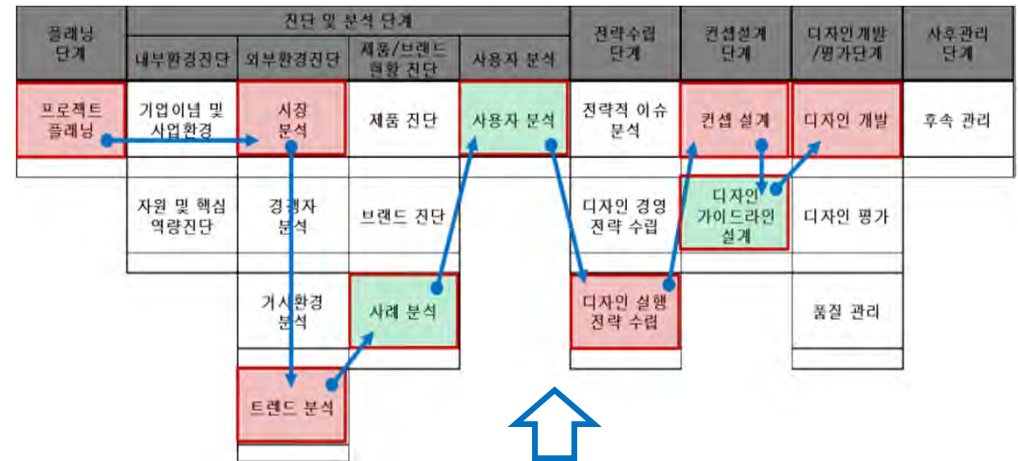 플래닝
단계
진단 및 분석 단계
내부환경진단
외부환경진단
제품/브랜드
현황 진단
사용자 분석
전략수립
단계
컨셉설계
단계
디자인개발
/평가단계
사후관리
단계
프로젝트
플래닝
기업이념 및
사업환경
시장
분석
제품 진단
사용자 분석
전략적 이슈
분석
컨셉 설계
디자인 개발
후속 관리
자원 및 핵심
역량진단
경쟁자
분석
브랜드 진단
디자인 경영
전략 수립
디자인
가이드라인
설계
디자인 평가
거시환경
분석
사례 분석
디자인 실행
전략 수립
품질 관리
트렌드 분석